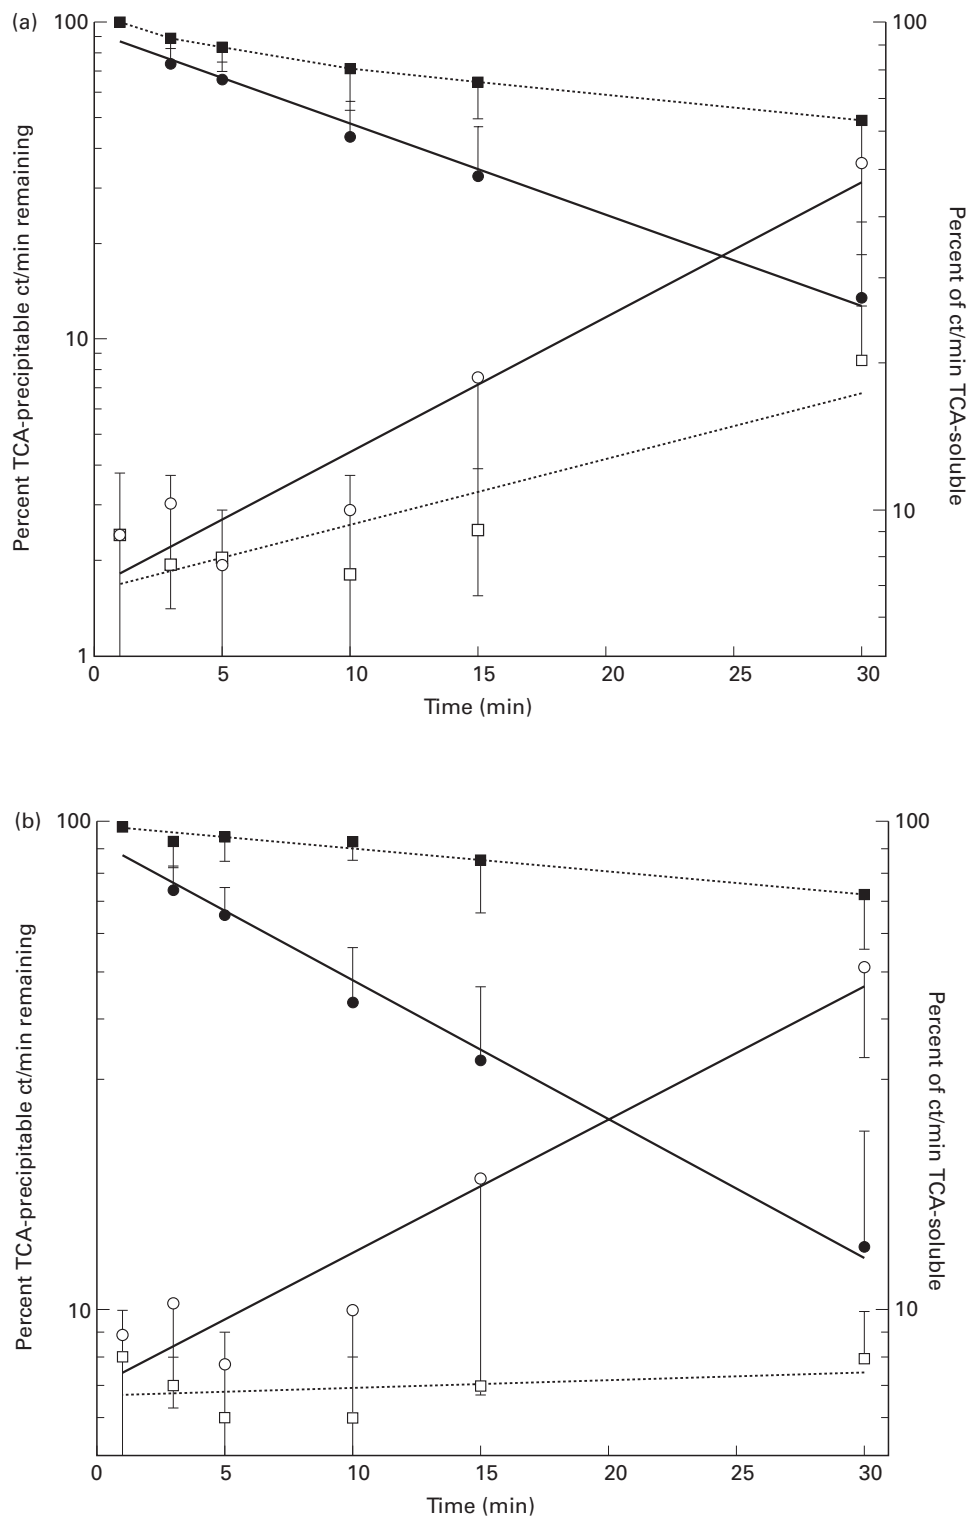 (a)
100
10
1
Percent TCA-precipitable ct/min remaining
100
10
Percent of ct/min TCA-soluble
0 5 10 15 20 25 30
Time (min)
(b)
100
10
Percent TCA-precipitable ct/min remaining
100
10
Percent of ct/min TCA-soluble
0 5 10 15 20 25 30
Time (min)